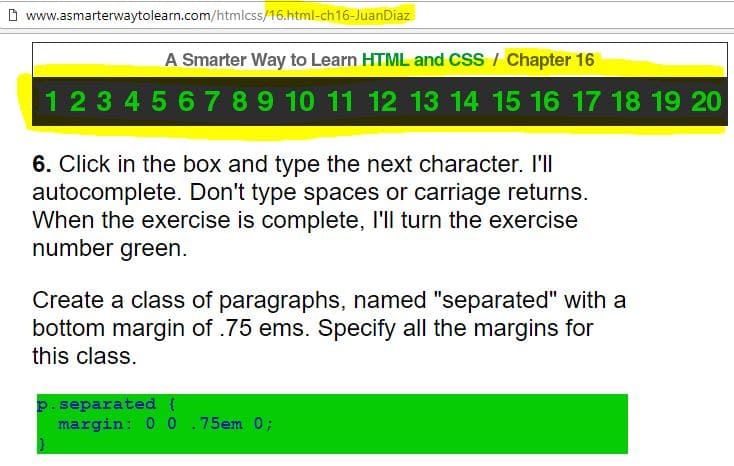 www.asmarterwaytolearn.com/htmlcss/16.html-ch16-JuanDiaz
A Smarter Way to Learn HTML and CSS / Chapter 16
1 2 3 4 5 6 7 8 9 10 11 12 13 14 15 16 17 18 19 20
6. Click in the box and type the next character. I'll
autocomplete. Don't type spaces or carriage returns.
When the exercise is complete, I'll turn the exercise
number green.
Create a class of paragraphs, named "separated" with a
bottom margin of .75 ems. Specify all the margins for
this class.
p.separated {
margin: 0 0 .75em 0;
}